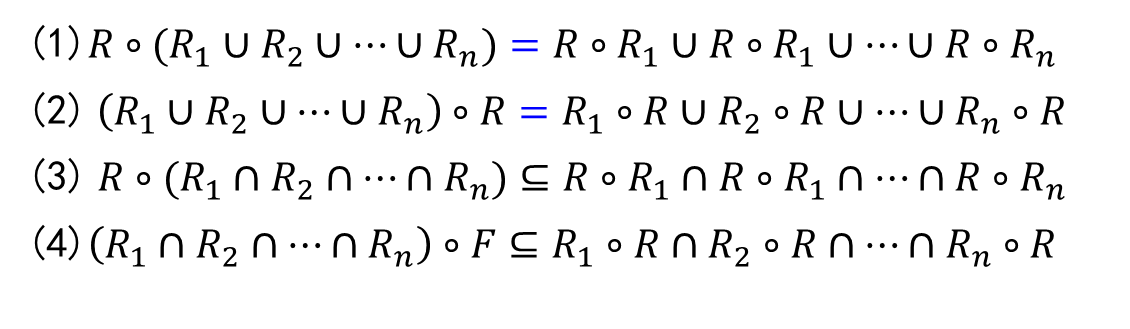 (1) R ∘ (R₁ ∪ R₂ ∪ ⋯ ∪ Rₙ) = R ∘ R₁ ∪ R ∘ R₁ ∪ ⋯ ∪ R ∘ Rₙ
(2) (R₁ ∪ R₂ ∪ ⋯ ∪ Rₙ) ∘ R = R₁ ∘ R ∪ R₂ ∘ R ∪ ⋯ ∪ Rₙ ∘ R
(3) R ∘ (R₁ ∩ R₂ ∩ ⋯ ∩ Rₙ) ⊆ R ∘ R₁ ∩ R ∘ R₁ ∩ ⋯ ∩ R ∘ Rₙ
(4) (R₁ ∩ R₂ ∩ ⋯ ∩ Rₙ) ∘ F ⊆ R₁ ∘ R ∩ R₂ ∘ R ∩ ⋯ ∩ Rₙ ∘ R